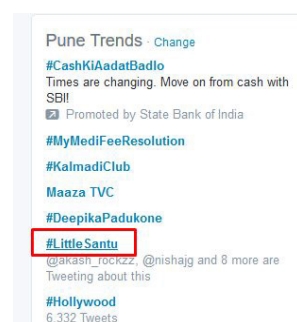 Pune Trends · Change
#CashKiAadatBadlo
Times are changing. Move on from cash with
SBI!
Promoted by State Bank of India
#MyMediFeeResolution
#KalmadiClub
Maaza TVC
#DeepikaPadukone
#LittleSantu
@akash_rockzz, @nishajg and 8 more are
Tweeting about this
#Hollywood
6,332 Tweets